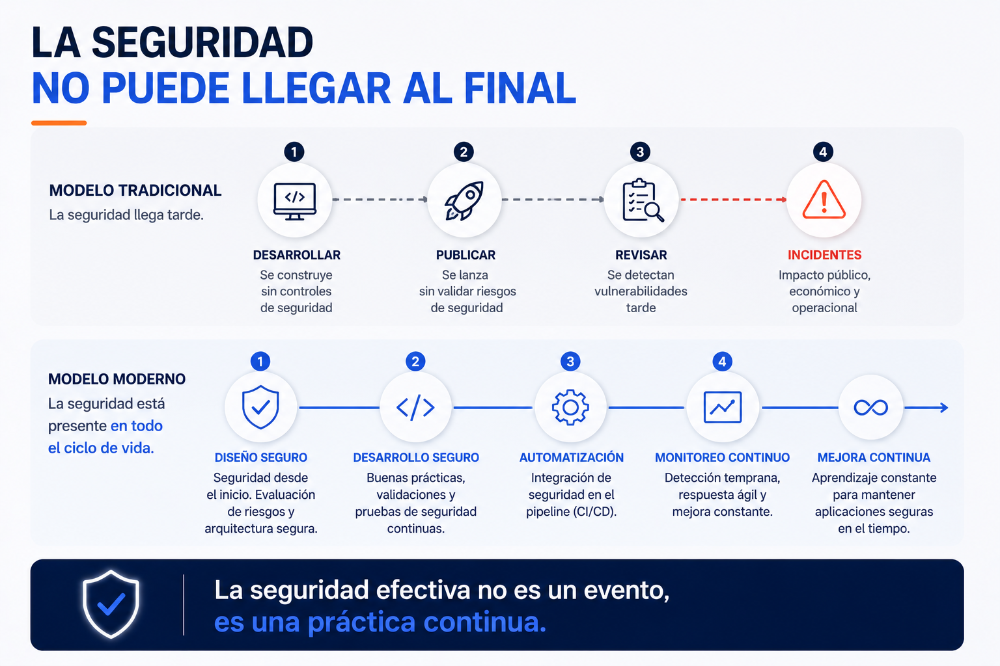 LA SEGURIDAD
NO PUEDE LLEGAR AL FINAL
MODELO TRADICIONAL
La seguridad llega tarde.
1
</>
DESARROLLAR
Se construye
sin controles
de seguridad
2
PUBLICAR
Se lanza
sin validar riesgos
de seguridad
3
REVISAR
Se detectan
vulnerabilidades
tarde
4
INCIDENTES
Impacto público,
económico y
operacional
MODELO MODERNO
La seguridad está
presente en todo
el ciclo de vida.
1
DISEÑO SEGURO
Seguridad desde
el inicio. Evaluación
de riesgos y
arquitectura segura.
2
</>
DESARROLLO SEGURO
Buenas prácticas,
validaciones y
pruebas de seguridad
continuas.
3
AUTOMATIZACIÓN
Integración de
seguridad en el
pipeline (CI/CD).
4
MONITOREO CONTINUO
Detección temprana,
respuesta ágil y
mejora constante.
MEJORA CONTINUA
Aprendizaje constante
para mantener
aplicaciones seguras
en el tiempo.
La seguridad efectiva no es un evento,
es una práctica continua.